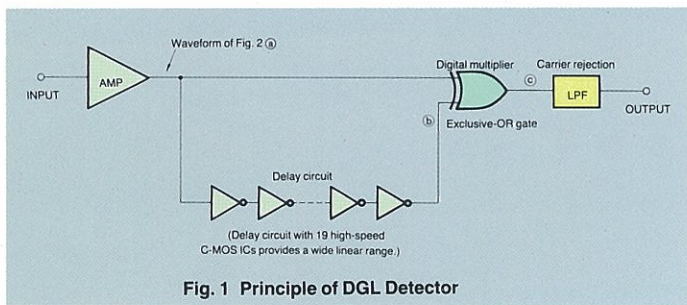 Waveform of Fig. 2 ⓐ
AMP
INPUT
Digital multiplier
Carrier rejection
ⓒ
LPF
OUTPUT
ⓑ
Exclusive-OR gate
Delay circuit
(Delay circuit with 19 high-speed
C-MOS ICs provides a wide linear range.)
Fig. 1 Principle of DGL Detector